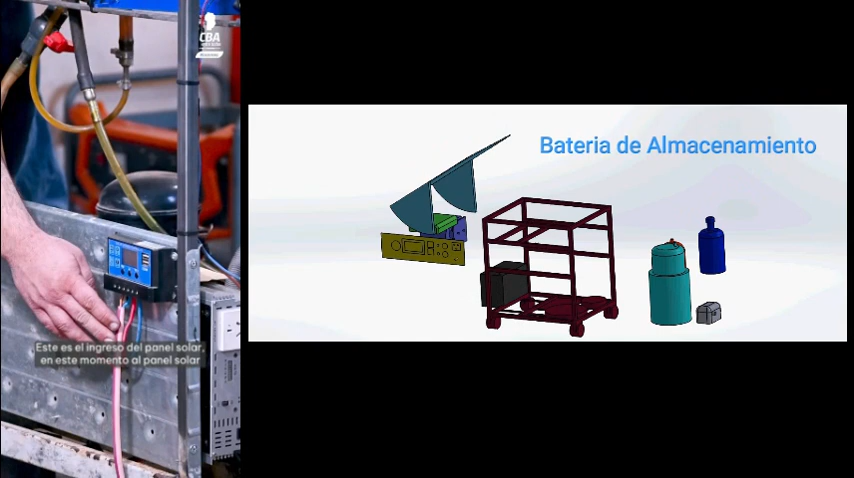 CBA
Bateria de Almacenamiento
Este es el ingreso del panel solar,
en este momento al panel solar